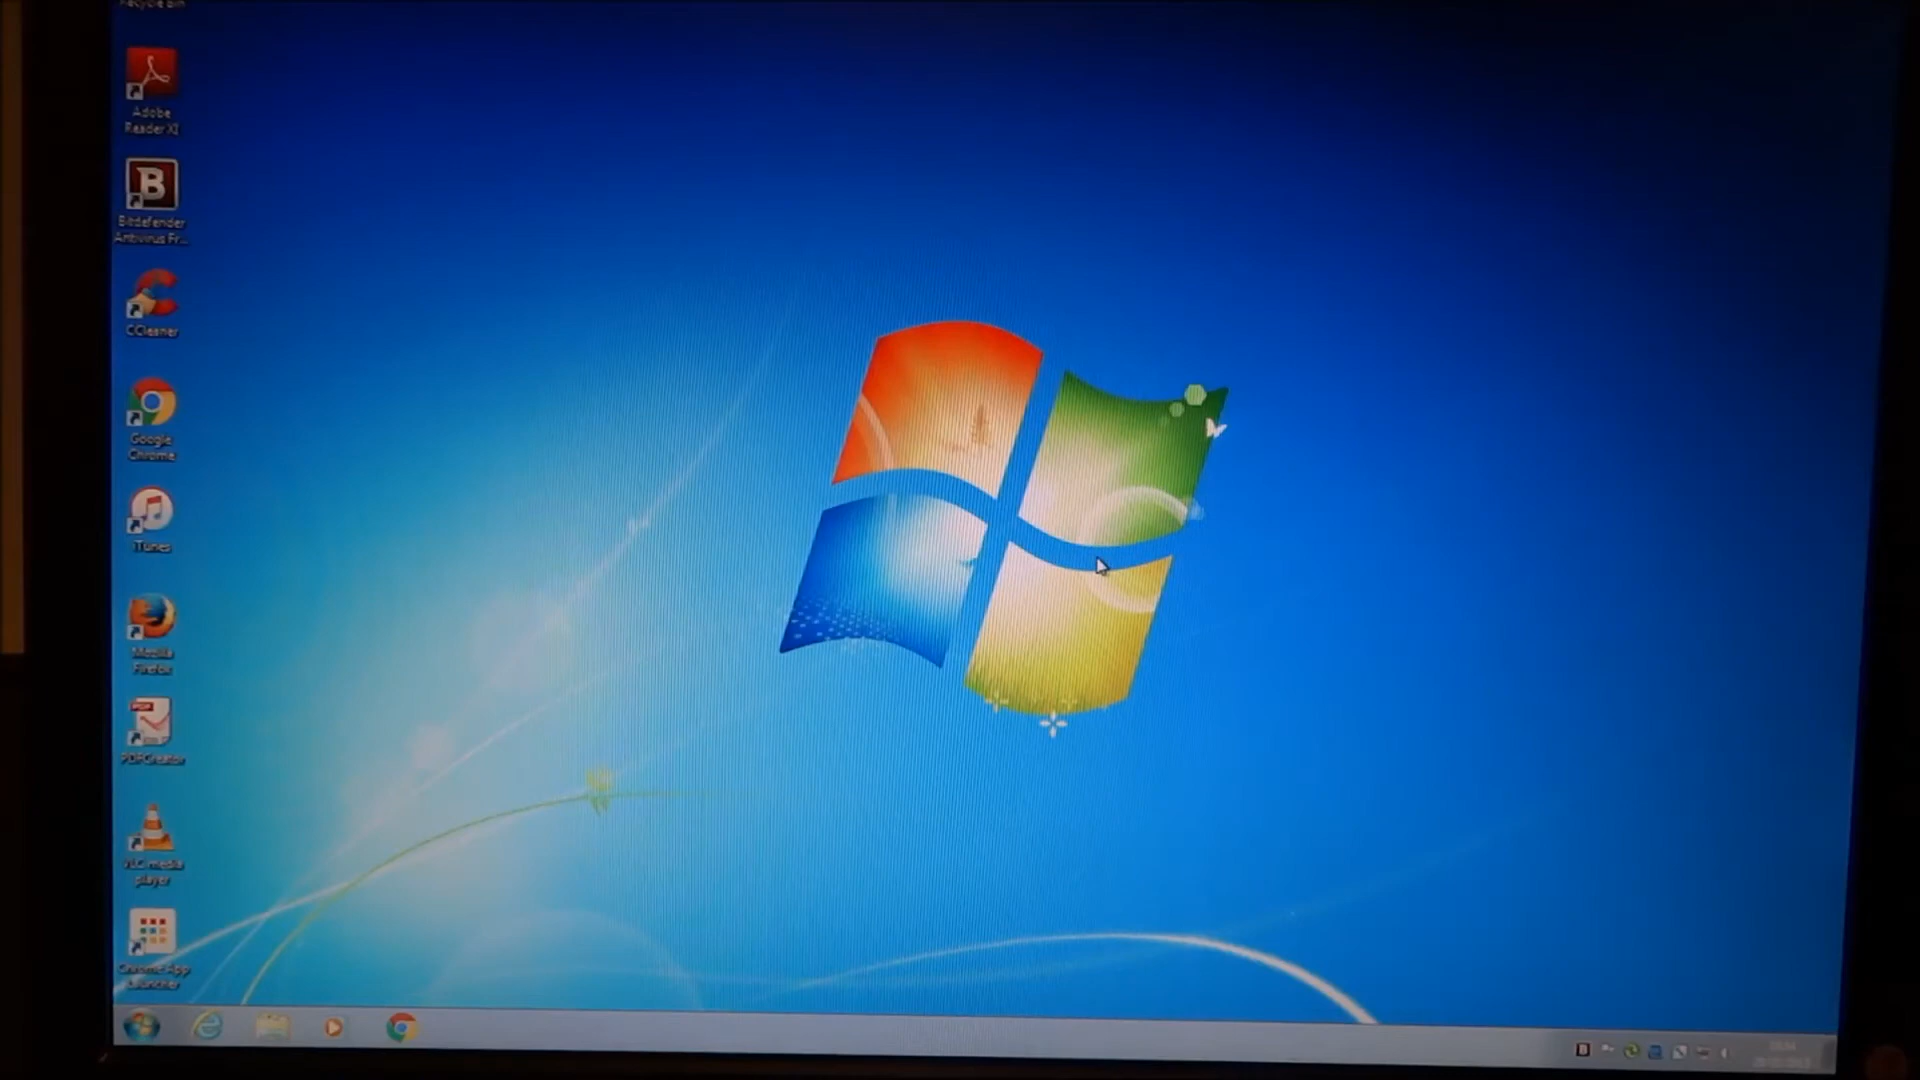 Recycle Bin
Adobe
Reader XI
B
Bitdefender
Antivirus Fr...
CCleaner
Google
Chrome
iTunes
Mozilla
Firefox
PDF
PDFCreator
VLC media
player
Chrome App
Launcher
B